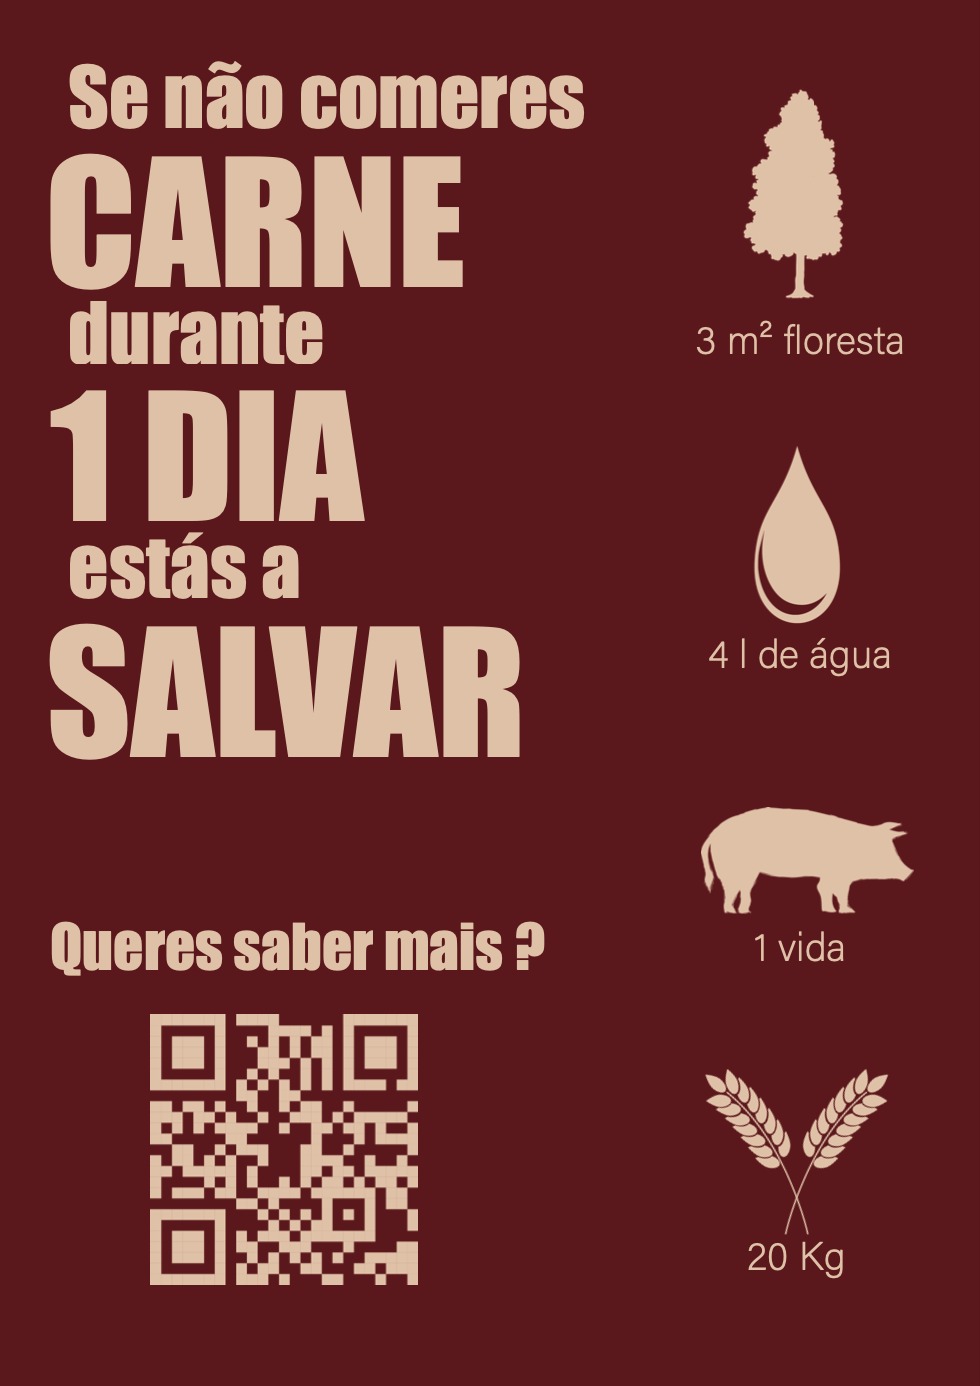 Se não comeres
CARNE
durante
1 DIA
estás a
SALVAR
3 m² floresta
4 l de água
1 vida
20 Kg
Queres saber mais ?